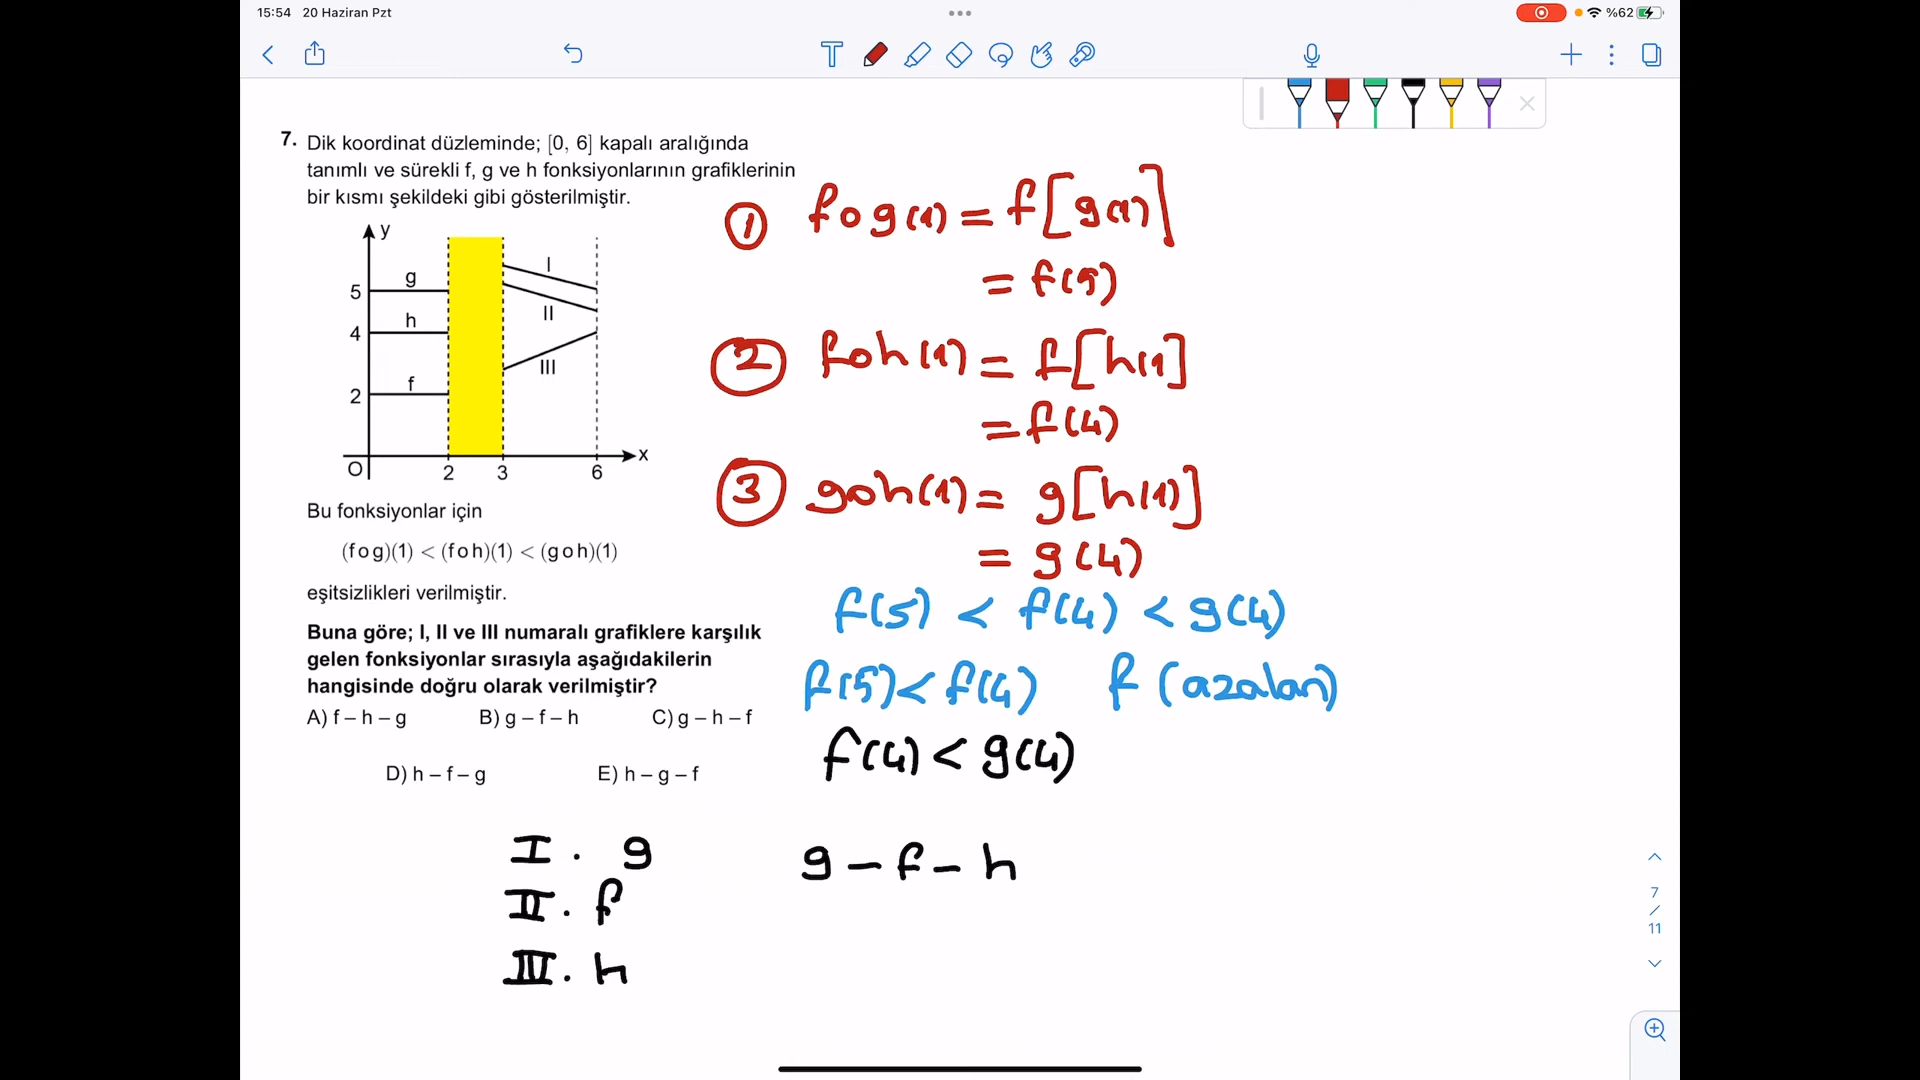 15:54 20 Haziran Pzt
%62
7. Dik koordinat düzleminde; [0, 6] kapalı aralığında
tanımlı ve sürekli f, g ve h fonksiyonlarının grafiklerinin
bir kısmı şekildeki gibi gösterilmiştir.
y
g
5
h
4
f
2
I
II
III
O 2 3 6 x
Bu fonksiyonlar için
(f o g)(1) < (f o h)(1) < (g o h)(1)
eşitsizlikleri verilmiştir.
Buna göre; I, II ve III numaralı grafiklere karşılık
gelen fonksiyonlar sırasıyla aşağıdakilerin
hangisinde doğru olarak verilmiştir?
A) f – h – g B) g – f – h C) g – h – f
D) h – f – g E) h – g – f
① fog(1) = f[g(1)]
= f(5)
② foh(1) = f[h(1]
= f(4)
③ goh(1) = g[h(1)]
= g(4)
f(5) < f(4) < g(4)
f(5) < f(4) f (azalan)
f(4) < g(4)
I. g
II. f
III. h
g – f – h
7
/
11